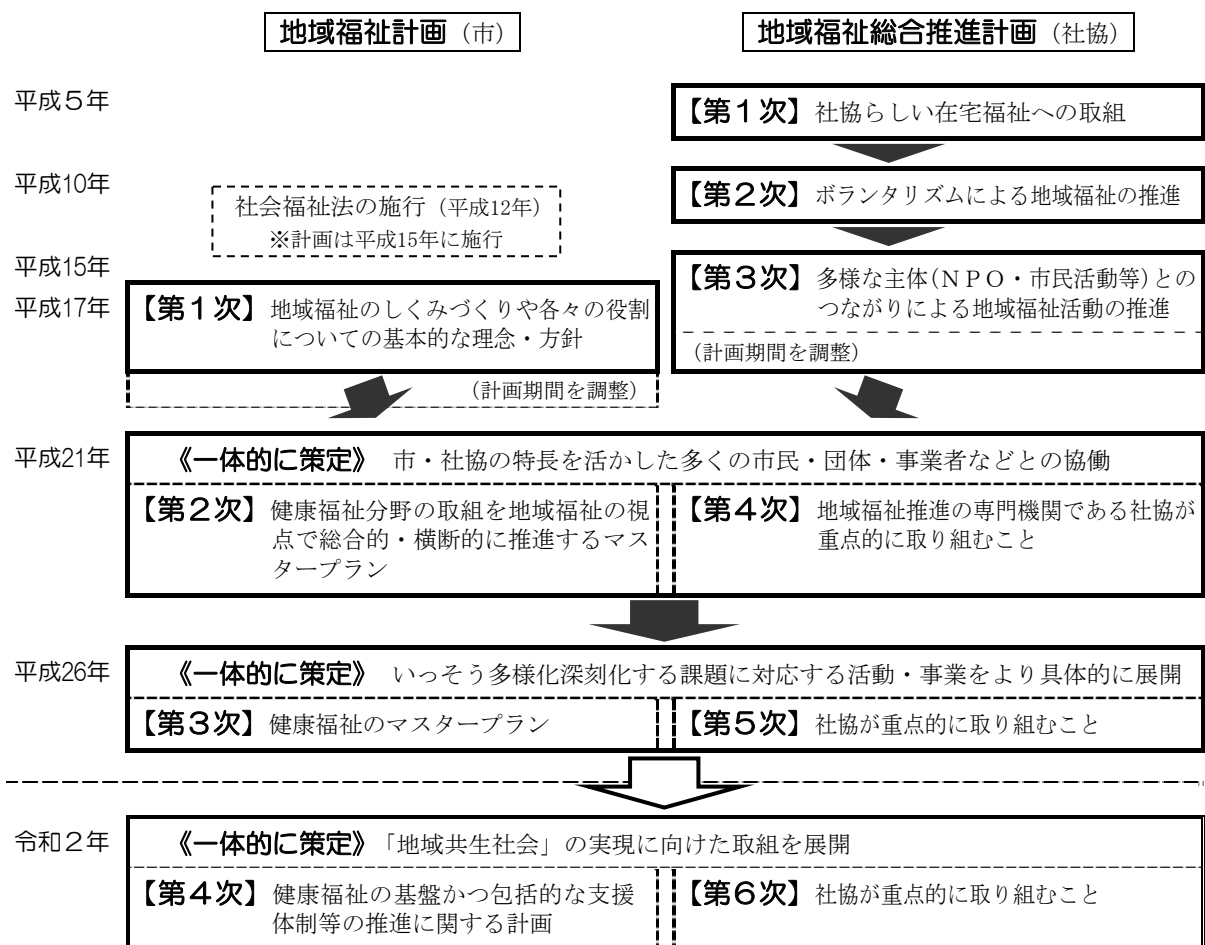 地域福祉計画（市）
地域福祉総合推進計画（社協）
平成５年
【第１次】社協らしい在宅福祉への取組
平成10年
【第２次】ボランタリズムによる地域福祉の推進
社会福祉法の施行（平成12年）
※計画は平成15年に施行
平成15年
【第３次】多様な主体(ＮＰＯ・市民活動等)との
つながりによる地域福祉活動の推進
（計画期間を調整）
平成17年
【第１次】地域福祉のしくみづくりや各々の役割
についての基本的な理念・方針
（計画期間を調整）
平成21年
《一体的に策定》 市・社協の特長を活かした多くの市民・団体・事業者などとの協働
【第２次】健康福祉分野の取組を地域福祉の視
点で総合的・横断的に推進するマス
タープラン
【第４次】地域福祉推進の専門機関である社協が
重点的に取り組むこと
平成26年
《一体的に策定》 いっそう多様化深刻化する課題に対応する活動・事業をより具体的に展開
【第３次】健康福祉のマスタープラン
【第５次】社協が重点的に取り組むこと
令和２年
《一体的に策定》「地域共生社会」の実現に向けた取組を展開
【第４次】健康福祉の基盤かつ包括的な支援
体制等の推進に関する計画
【第６次】社協が重点的に取り組むこと